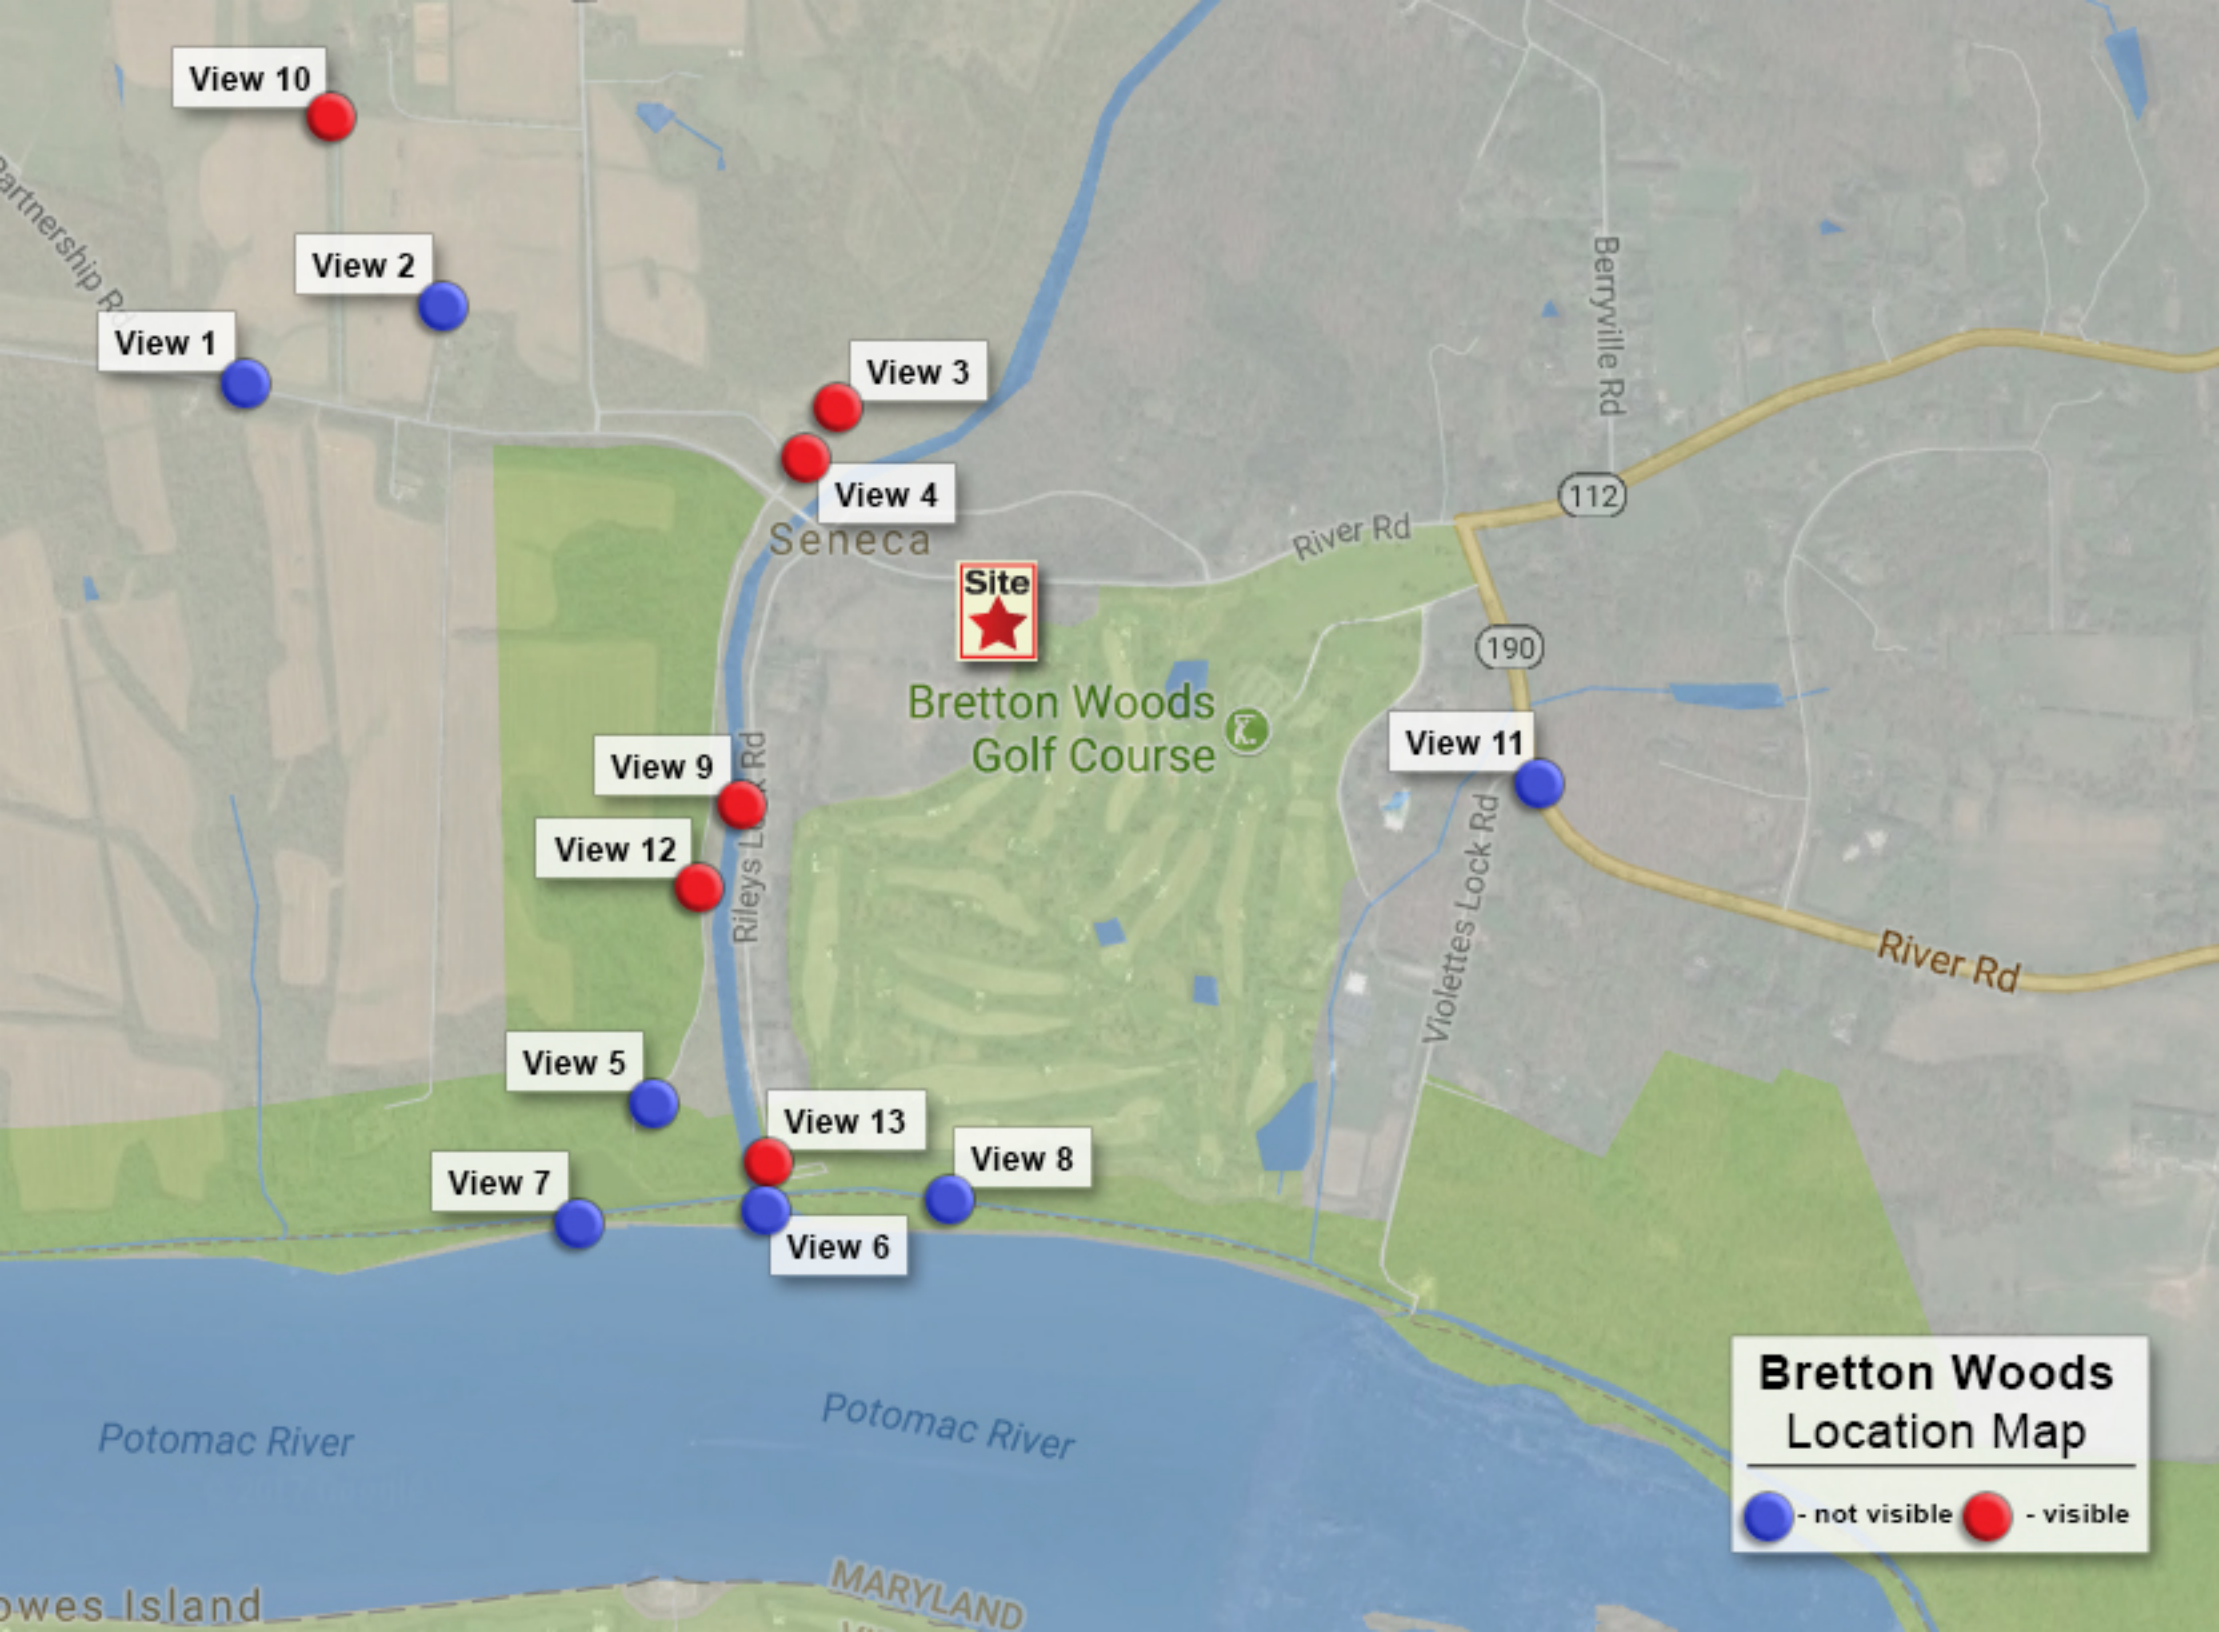 View 10
Partnership Rd
View 2
View 1
View 3
View 4
Seneca
Berryville Rd
112
River Rd
Site
190
Bretton Woods
Golf Course
View 11
View 9
Rileys
Rd
View 12
Violettes Lock Rd
River Rd
View 5
View 13
View 8
View 7
View 6
Potomac River
Potomac River
Bretton Woods
Location Map
- not visible
- visible
MARYLAND
owes Island